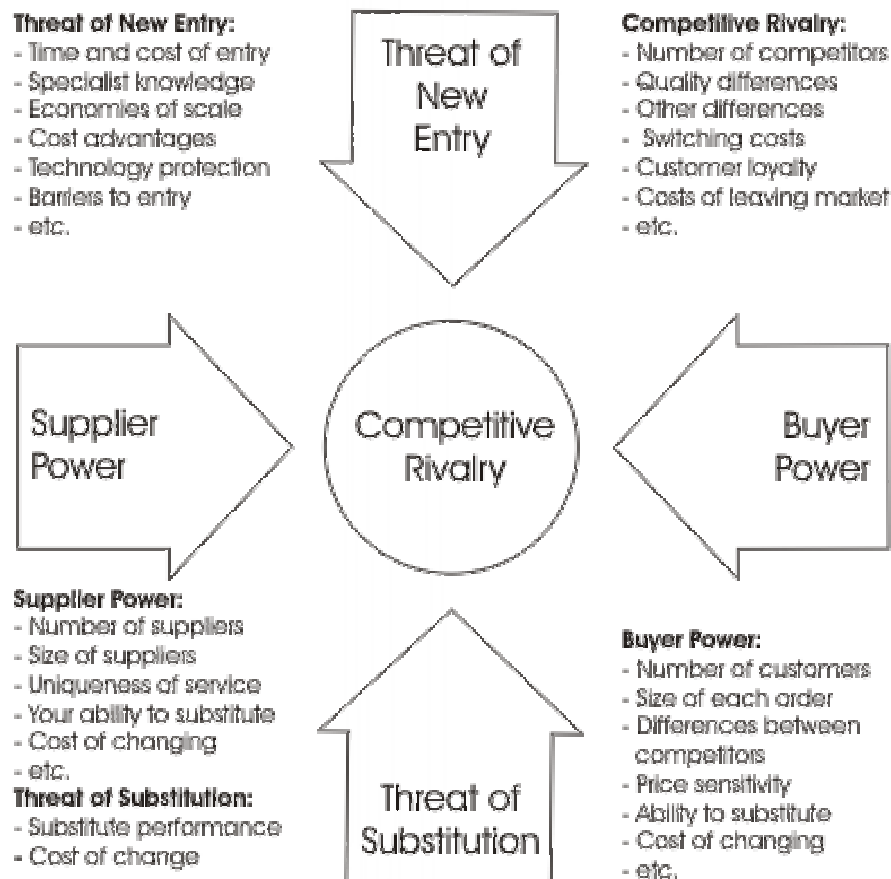 Threat of New Entry:
- Time and cost of entry
- Specialist knowledge
- Economies of scale
- Cost advantages
- Technology protection
- Barriers to entry
- etc.
Threat of
New
Entry
Competitive Rivalry:
- Number of competitors
- Quality differences
- Other differences
- Switching costs
- Customer loyalty
- Costs of leaving market
- etc.
Supplier
Power
Competitive
Rivalry
Buyer
Power
Supplier Power:
- Number of suppliers
- Size of suppliers
- Uniqueness of service
- Your ability to substitute
- Cost of changing
- etc.
Threat of Substitution:
- Substitute performance
- Cost of change
Threat of
Substitution
Buyer Power:
- Number of customers
- Size of each order
- Differences between
competitors
- Price sensitivity
- Ability to substitute
- Cost of changing
- etc.